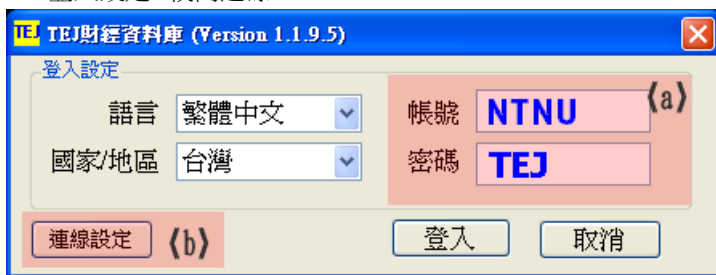 TEJ TEJ財經資料庫 (Version 1.1.9.5)
登入設定
語言 繁體中文 帳號 NTNU (a)
國家/地區 台灣 密碼 TEJ
連線設定 (b) 登入 取消